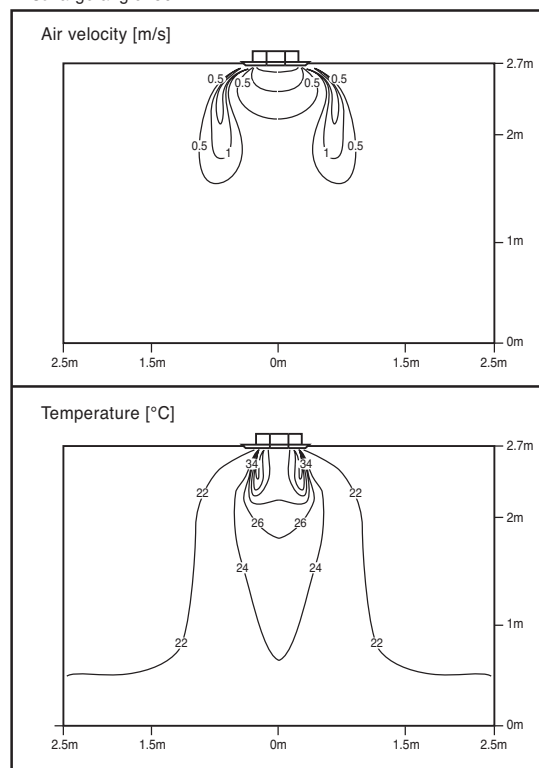 Air velocity [m/s]
0.5 0.5 0.5 0.5
0.5 1 1 0.5
2.7m
2m
1m
0m
2.5m 1.5m 0m 1.5m 2.5m
Temperature [°C]
34 34
22 22
26 26
24 24
22 22
2.7m
2m
1m
0m
2.5m 1.5m 0m 1.5m 2.5m